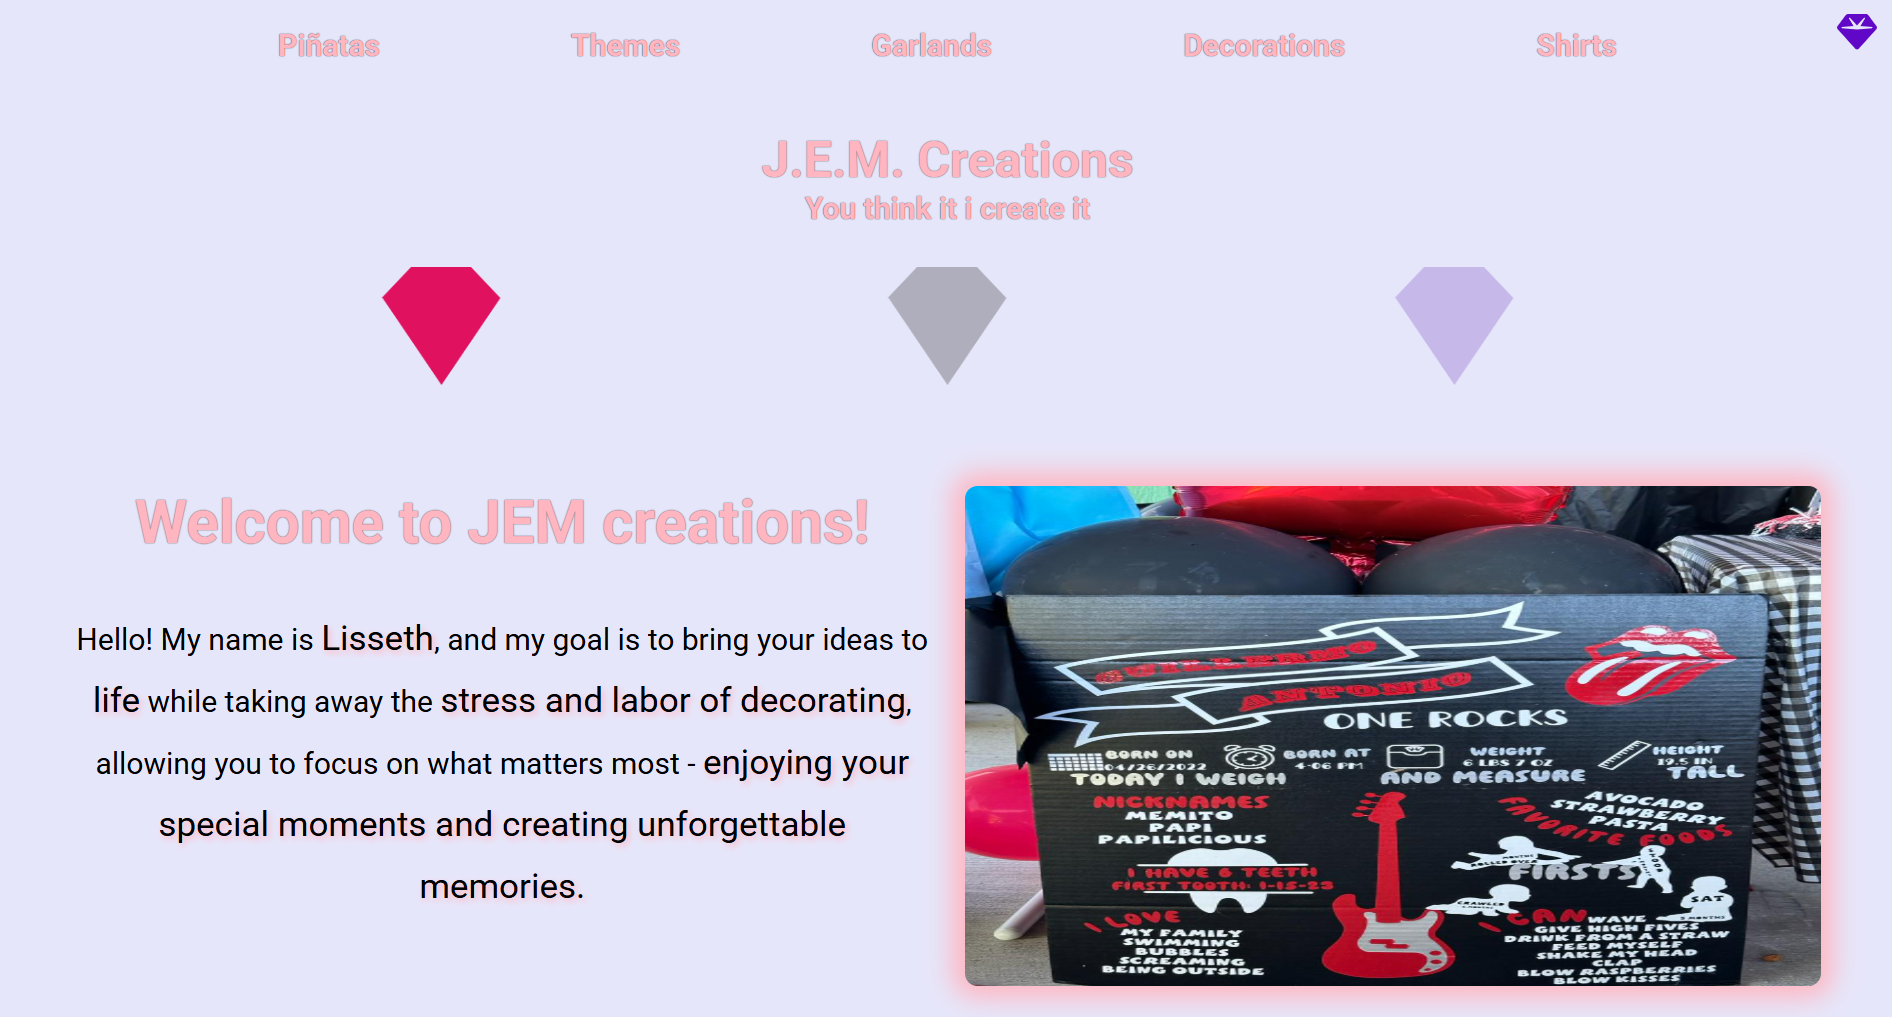 Piñatas
Themes
Garlands
Decorations
Shirts
J.E.M. Creations
You think it i create it
Welcome to JEM creations!
Hello! My name is Lisseth, and my goal is to bring your ideas to
life while taking away the stress and labor of decorating,
allowing you to focus on what matters most - enjoying your
special moments and creating unforgettable
memories.
GUILLERMO
ANTONIO
ONE ROCKS
BORN ON
04/26/2022
BORN AT
4:06 PM
WEIGHT
6 LBS 7 OZ
HEIGHT
19.5 IN
TODAY I WEIGH
AND MEASURE
TALL
NICKNAMES
MEMITO
PAPI
PAPILICIOUS
I HAVE 6 TEETH
FIRST TOOTH: 1-15-23
I LOVE
MY FAMILY
SWIMMING
BUBBLES
SCREAMING
BEING OUTSIDE
AVOCADO
STRAWBERRY
PASTA
FAVORITE FOODS
ROLLED OVER
STOOD
FIRSTS
CRAWLED
SAT
I CAN
WAVE
GIVE HIGH FIVES
DRINK FROM A STRAW
FEED MYSELF
SHAKE MY HEAD
CLAP
BLOW RASPBERRIES
BLOW KISSES